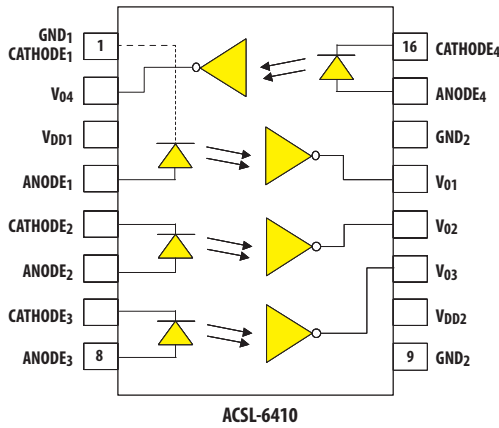 GND1
CATHODE1
1
V04
VDD1
ANODE1
CATHODE2
ANODE2
CATHODE3
ANODE3
8
16
CATHODE4
ANODE4
GND2
V01
V02
V03
VDD2
9
GND2
ACSL-6410